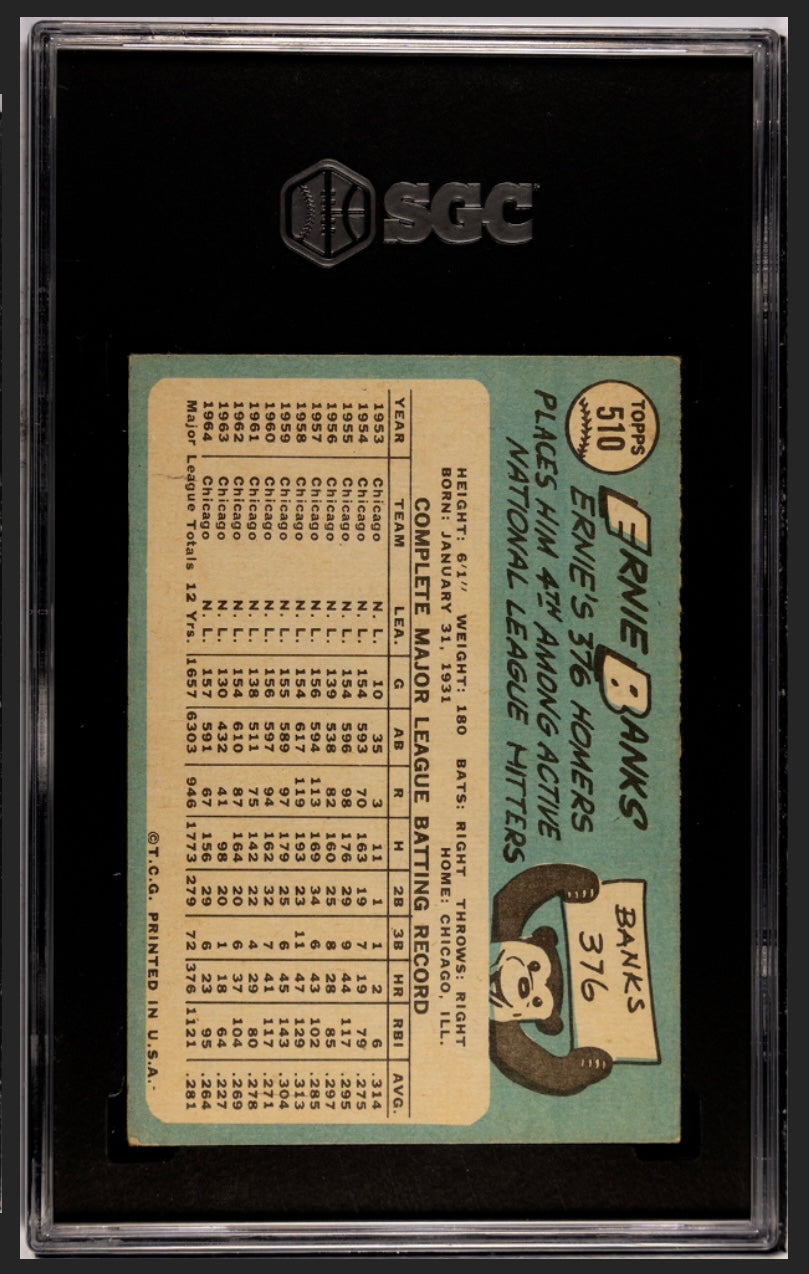 SGC
TOPPS
510
ERNIE BANKS
ERNIE'S 376 HOMERS
PLACES HIM 4TH AMONG ACTIVE
NATIONAL LEAGUE HITTERS
BANKS
376
HEIGHT: 6'1" WEIGHT: 180 BATS: RIGHT THROWS: RIGHT
BORN: JANUARY 31, 1931 HOME: CHICAGO, ILL.
COMPLETE MAJOR LEAGUE BATTING RECORD
YEAR TEAM LEA. G AB R H 2B 3B HR RBI AVG.
1953 Chicago N. L. 10 35 3 11 1 1 2 6 .314
1954 Chicago N. L. 154 593 70 163 19 7 19 79 .275
1955 Chicago N. L. 154 596 98 176 29 9 44 117 .295
1956 Chicago N. L. 139 538 82 160 25 8 28 85 .297
1957 Chicago N. L. 156 594 113 169 34 6 43 102 .285
1958 Chicago N. L. 154 617 119 193 23 11 47 129 .313
1959 Chicago N. L. 155 589 97 179 25 6 45 143 .304
1960 Chicago N. L. 156 597 94 162 32 7 41 117 .271
1961 Chicago N. L. 138 511 75 142 22 4 29 80 .278
1962 Chicago N. L. 154 610 87 164 20 6 37 104 .269
1963 Chicago N. L. 130 432 41 98 20 1 18 64 .227
1964 Chicago N. L. 157 591 67 156 29 6 23 95 .264
Major League Totals 12 Yrs. 1657 6303 946 1773 279 72 376 1121 .281
©T.C.G. PRINTED IN U.S.A.